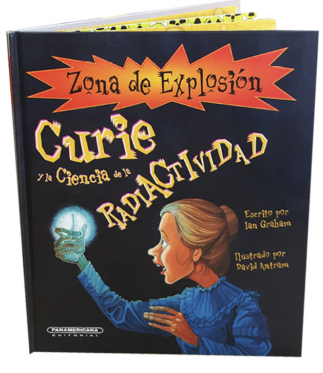 Zona de Explosión
Curie
y la Ciencia de la
RADIACTIVIDAD
Escrito por
Ian Graham
Ilustrado por
David Antram
PANAMERICANA
EDITORIAL